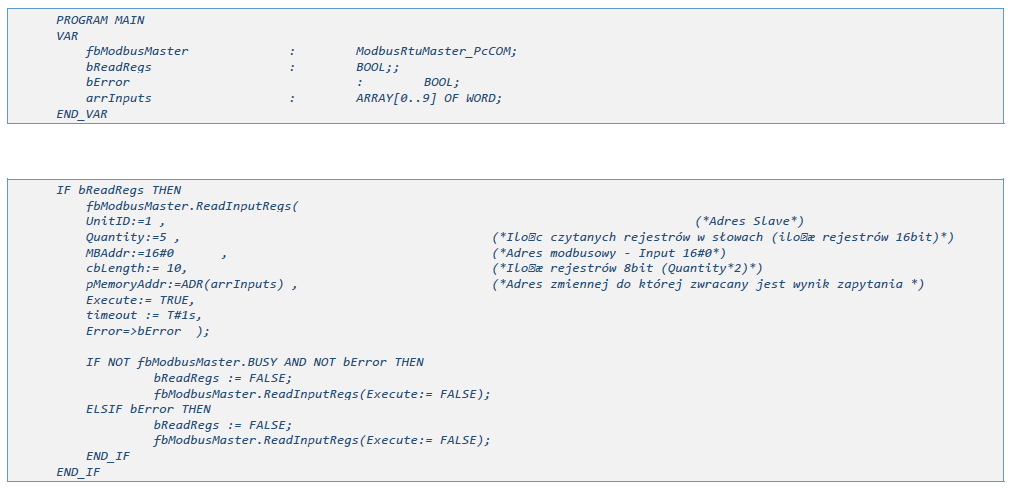 PROGRAM MAIN
VAR
fbModbusMaster : ModbusRtuMaster_PcCOM;
bReadRegs : BOOL;;
bError : BOOL;
arrInputs : ARRAY[0..9] OF WORD;
END_VAR
IF bReadRegs THEN
fbModbusMaster.ReadInputRegs(
UnitID:=1 , (*Adres Slave*)
Quantity:=5 , (*Ilo�c czytanych rejestrów w słowach (ilo�æ rejestrów 16bit)*)
MBAddr:=16#0 , (*Adres modbusowy - Input 16#0*)
cbLength:= 10, (*Ilo�æ rejestrów 8bit (Quantity*2)*)
pMemoryAddr:=ADR(arrInputs) , (*Adres zmiennej do której zwracany jest wynik zapytania *)
Execute:= TRUE,
timeout := T#1s,
Error=>bError );
IF NOT fbModbusMaster.BUSY AND NOT bError THEN
bReadRegs := FALSE;
fbModbusMaster.ReadInputRegs(Execute:= FALSE);
ELSIF bError THEN
bReadRegs := FALSE;
fbModbusMaster.ReadInputRegs(Execute:= FALSE);
END_IF
END_IF